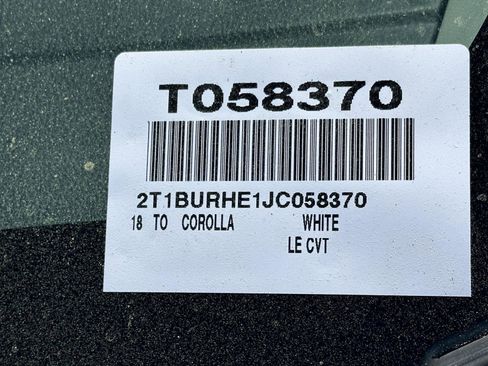 T058370
2T1BURHE1JC058370
18 TO COROLLA WHITE
LE CVT